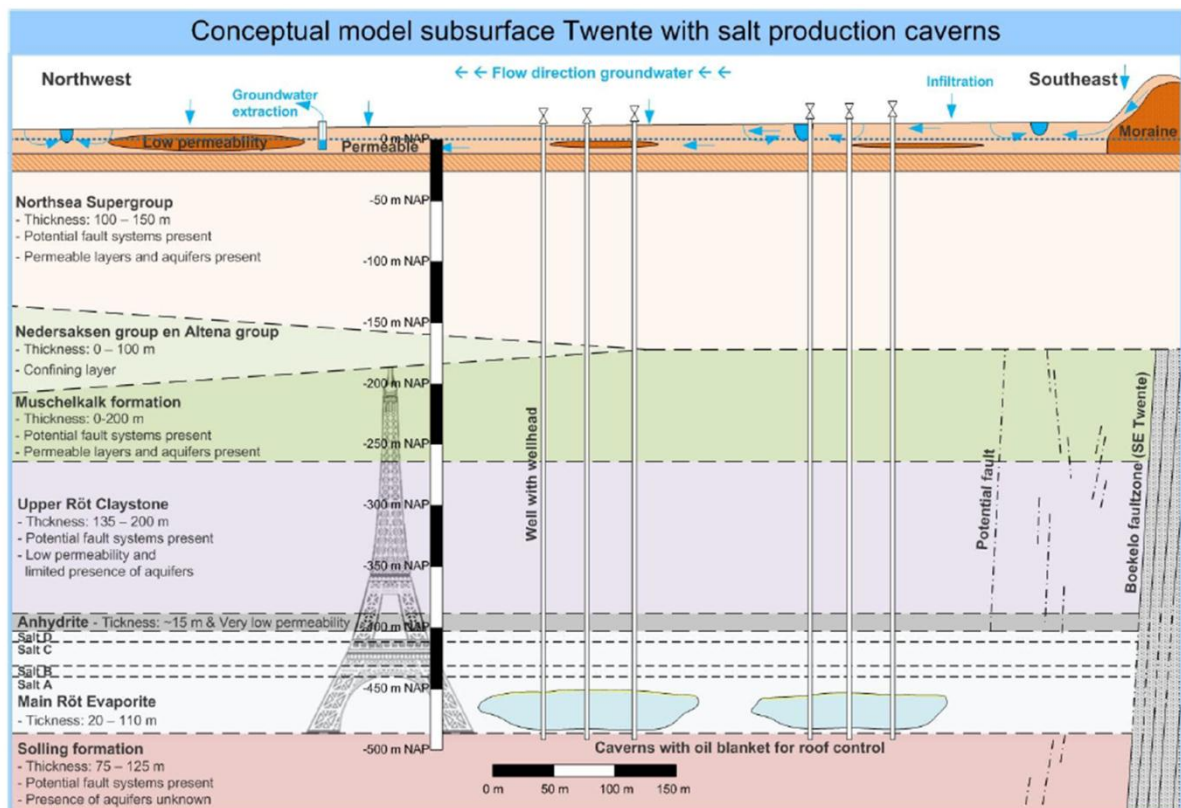 Conceptual model subsurface Twente with salt production caverns
Northwest
← ← Flow direction groundwater ← ←
Southeast
Groundwater
extraction
Infiltration
Low permeability
Permeable
Moraine
0 m NAP
-50 m NAP
-100 m NAP
-150 m NAP
-200 m NAP
-250 m NAP
-300 m NAP
-350 m NAP
-400 m NAP
-450 m NAP
-500 m NAP
Northsea Supergroup
- Thickness: 100 – 150 m
- Potential fault systems present
- Permeable layers and aquifers present
Nedersaksen group en Altena group
- Thickness: 0 – 100 m
- Confining layer
Muschelkalk formation
- Thickness: 0-200 m
- Potential fault systems present
- Permeable layers and aquifers present
Upper Röt Claystone
- Thckness: 135 – 200 m
- Potential fault systems present
- Low permeability and
limited presence of aquifers
Anhydrite - Tickness: ~15 m & Very low permeability
Salt D
Salt C
Salt B
Salt A
Main Röt Evaporite
- Tickness: 20 – 110 m
Solling formation
- Thickness: 75 – 125 m
- Potential fault systems present
- Presence of aquifers unknown
Well with wellhead
Potential fault
Boekelo faultzone (SE Twente)
Caverns with oil blanket for roof control
0 m
50 m
100 m
150 m